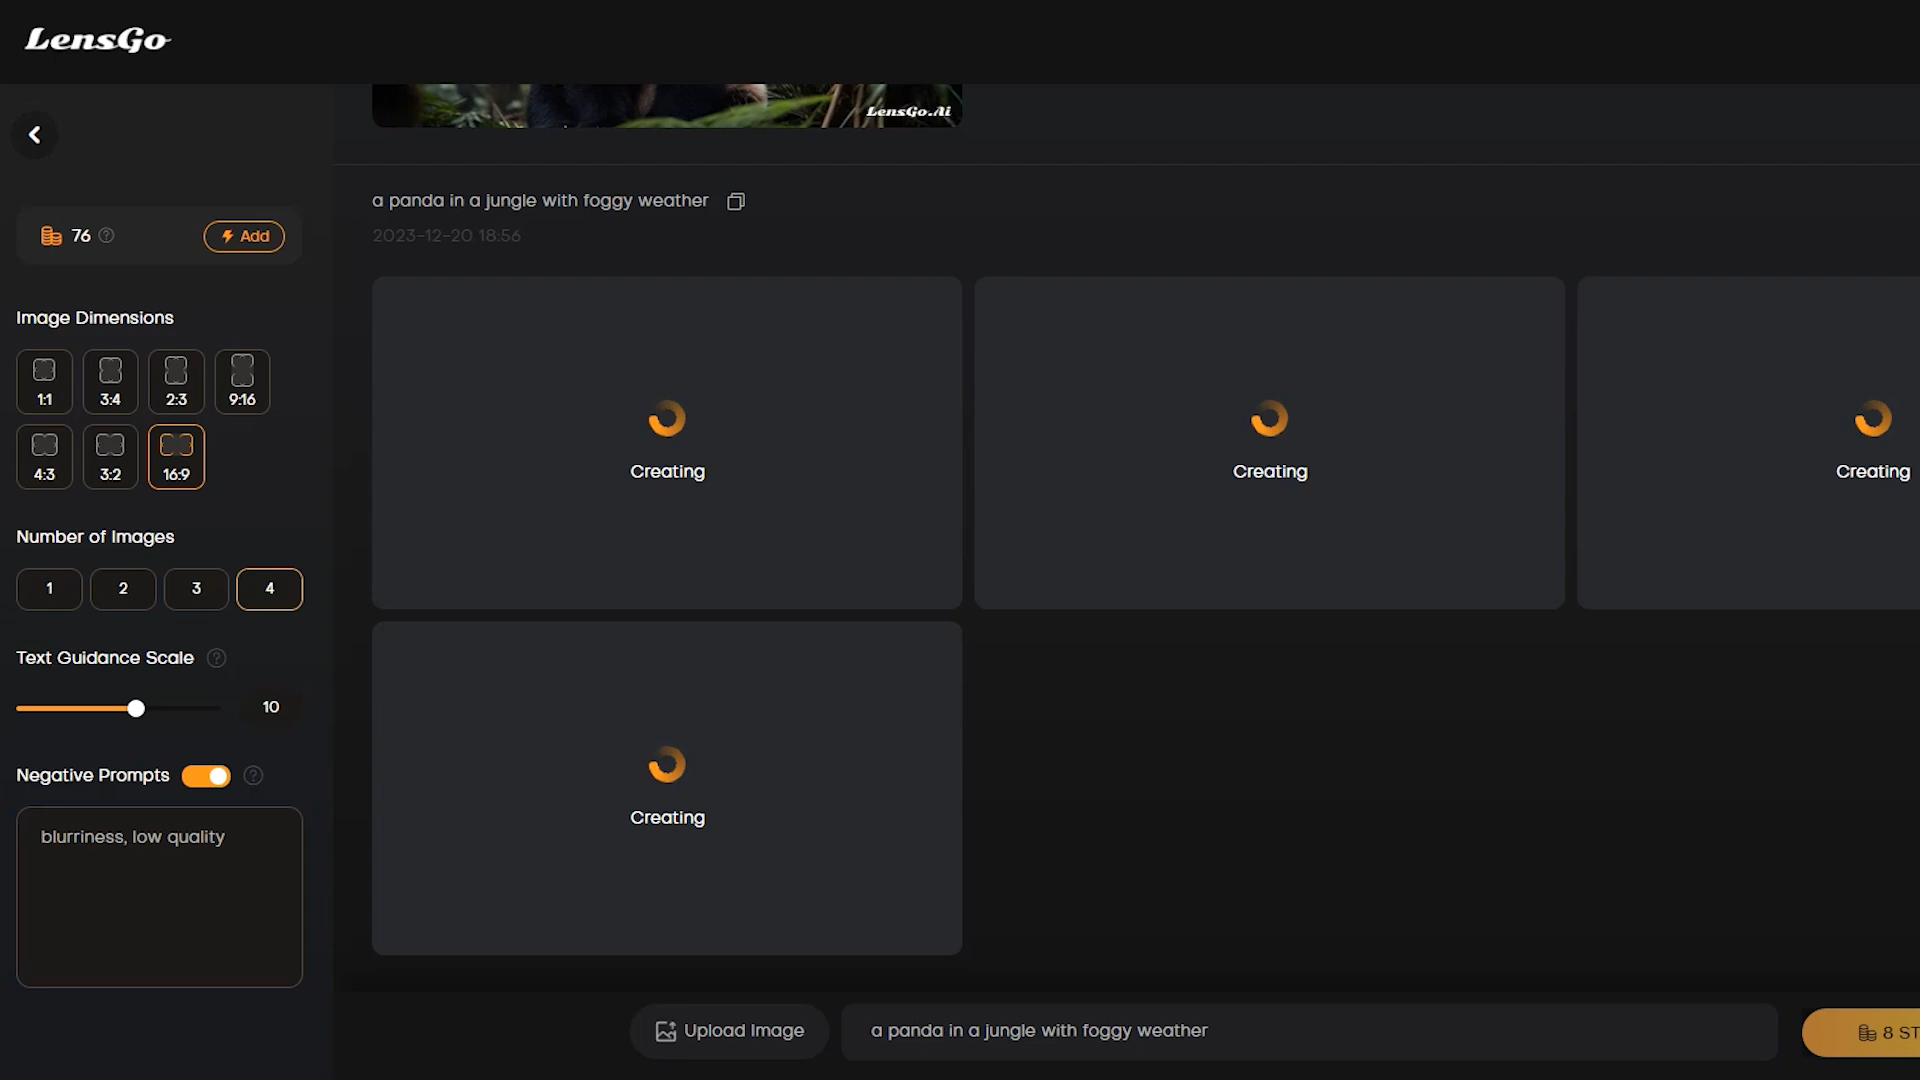 LensGo
LensGo.Ai
a panda in a jungle with foggy weather
2023-12-20 18:56
76
Add
Image Dimensions
1:1
3:4
2:3
9:16
4:3
3:2
16:9
Number of Images
1
2
3
4
Text Guidance Scale
10
Negative Prompts
blurriness, low quality
Creating
Creating
Creating
Creating
Upload Image
a panda in a jungle with foggy weather
8 ST